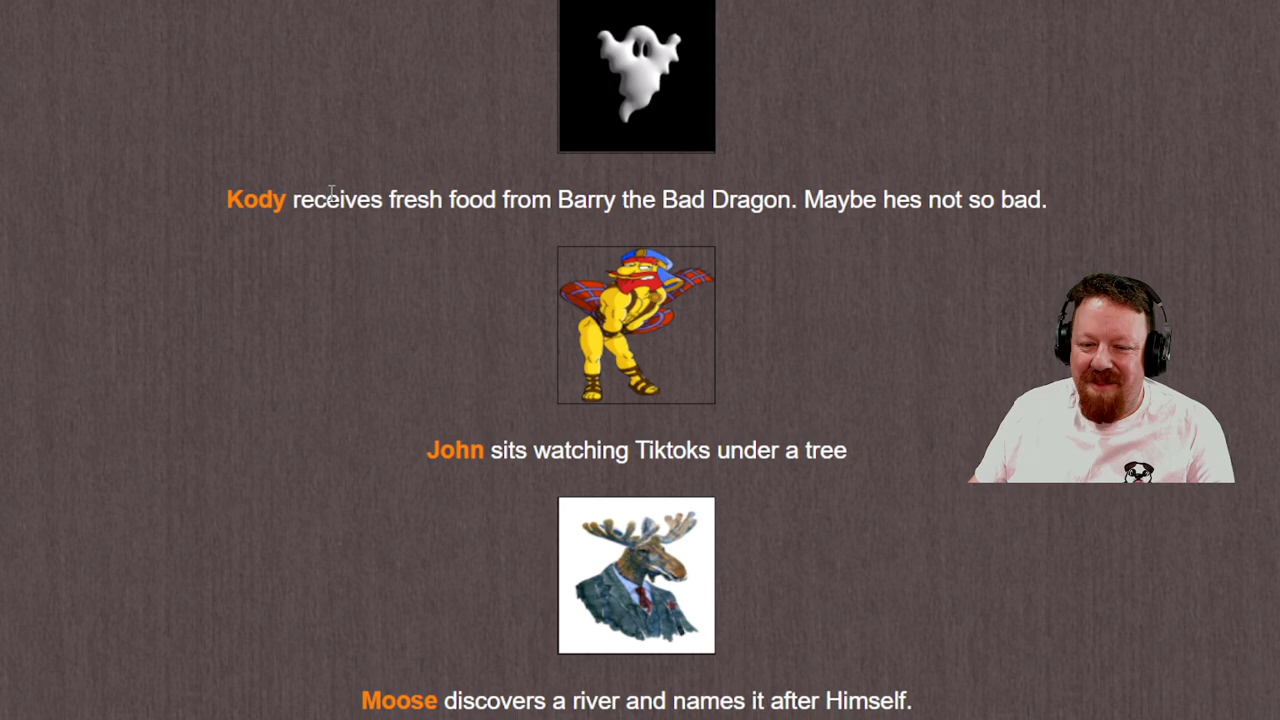 Kody receives fresh food from Barry the Bad Dragon. Maybe hes not so bad.
John sits watching Tiktoks under a tree
Moose discovers a river and names it after Himself.